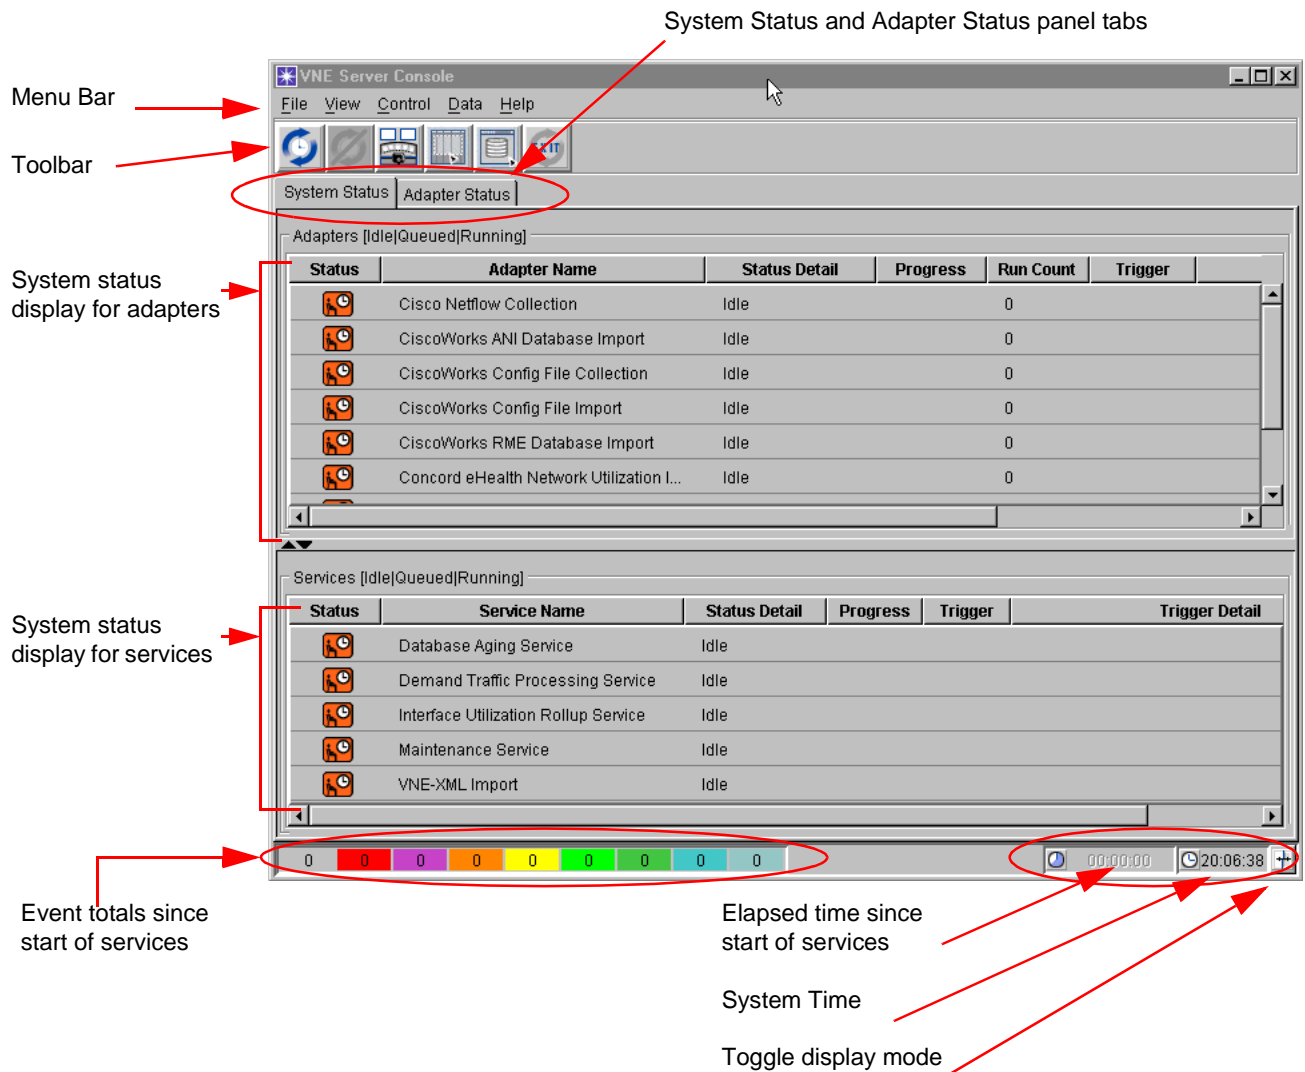 System Status and Adapter Status panel tabs
VNE Server Console
Menu Bar
File View Control Data Help
Toolbar
EXIT
System Status Adapter Status
Adapters [Idle|Queued|Running]
Status Adapter Name Status Detail Progress Run Count Trigger
System status
display for adapters
Cisco Netflow Collection Idle 0
CiscoWorks ANI Database Import Idle 0
CiscoWorks Config File Collection Idle 0
CiscoWorks Config File Import Idle 0
CiscoWorks RME Database Import Idle 0
Concord eHealth Network Utilization I... Idle 0
Services [Idle|Queued|Running]
Status Service Name Status Detail Progress Trigger Trigger Detail
System status
display for services
Database Aging Service Idle
Demand Traffic Processing Service Idle
Interface Utilization Rollup Service Idle
Maintenance Service Idle
VNE-XML Import Idle
0 0 0 0 0 0 0 0 0 00:00:00 20:06:38
Event totals since
start of services
Elapsed time since
start of services
System Time
Toggle display mode